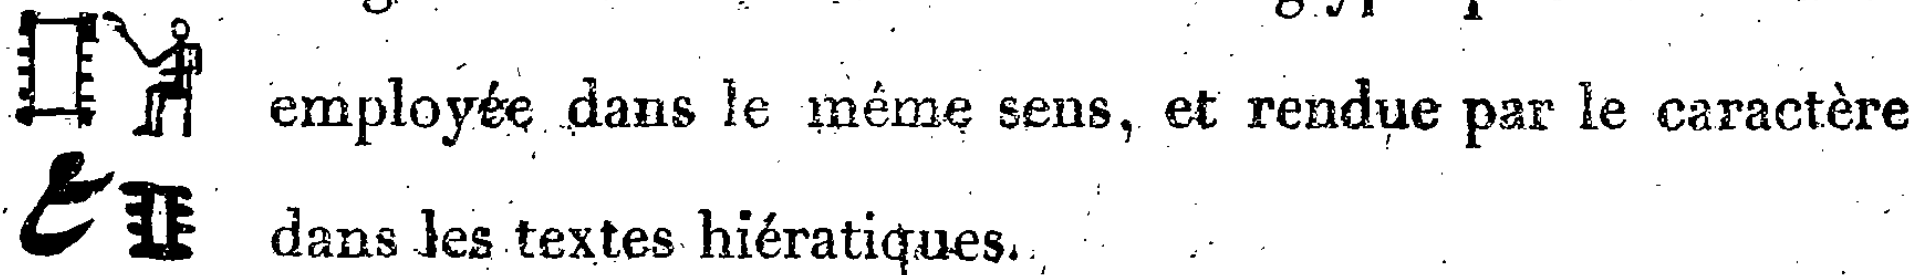 employée dans le même sens, et rendue par le caractère
dans les textes hiératiques.